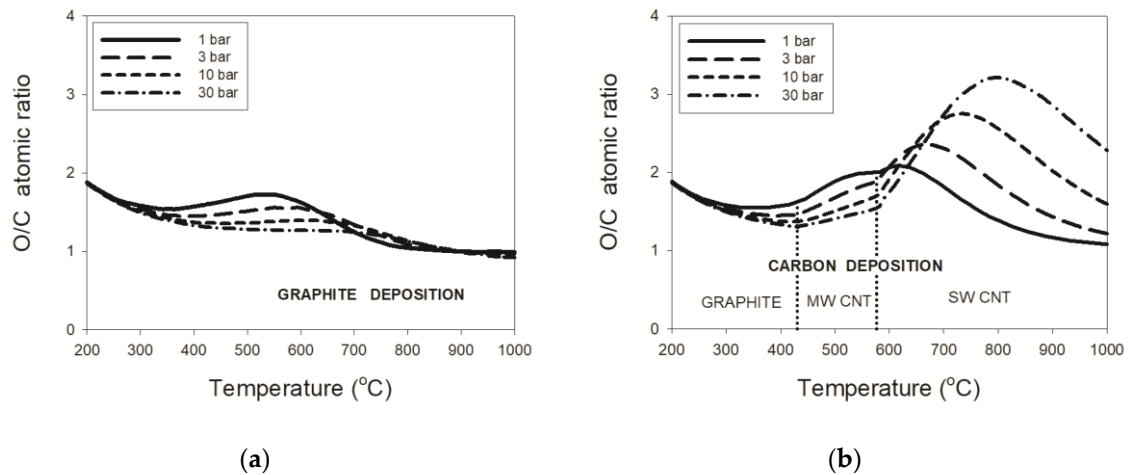 4
1 bar
3 bar
10 bar
30 bar
3
2
1
0
O/C atomic ratio
GRAPHITE DEPOSITION
200 300 400 500 600 700 800 900 1000
Temperature (°C)
(a)
4
1 bar
3 bar
10 bar
30 bar
3
2
1
0
O/C atomic ratio
CARBON DEPOSITION
GRAPHITE MW CNT SW CNT
200 300 400 500 600 700 800 900 1000
Temperature (°C)
(b)